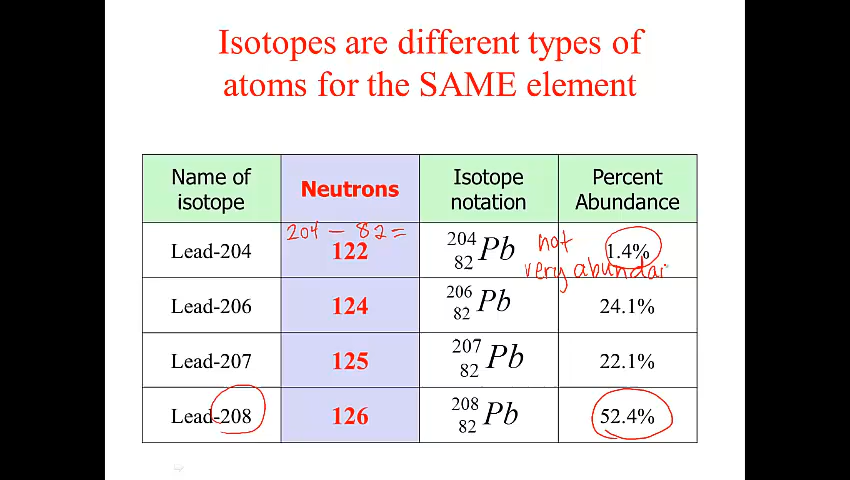 Isotopes are different types of
atoms for the SAME element
Name of
isotope
Neutrons
Isotope
notation
Percent
Abundance
204 - 82 =
Lead-204
122
204
82
Pb
not
very abundan
1.4%
Lead-206
124
206
82
Pb
24.1%
Lead-207
125
207
82
Pb
22.1%
Lead-208
126
208
82
Pb
52.4%